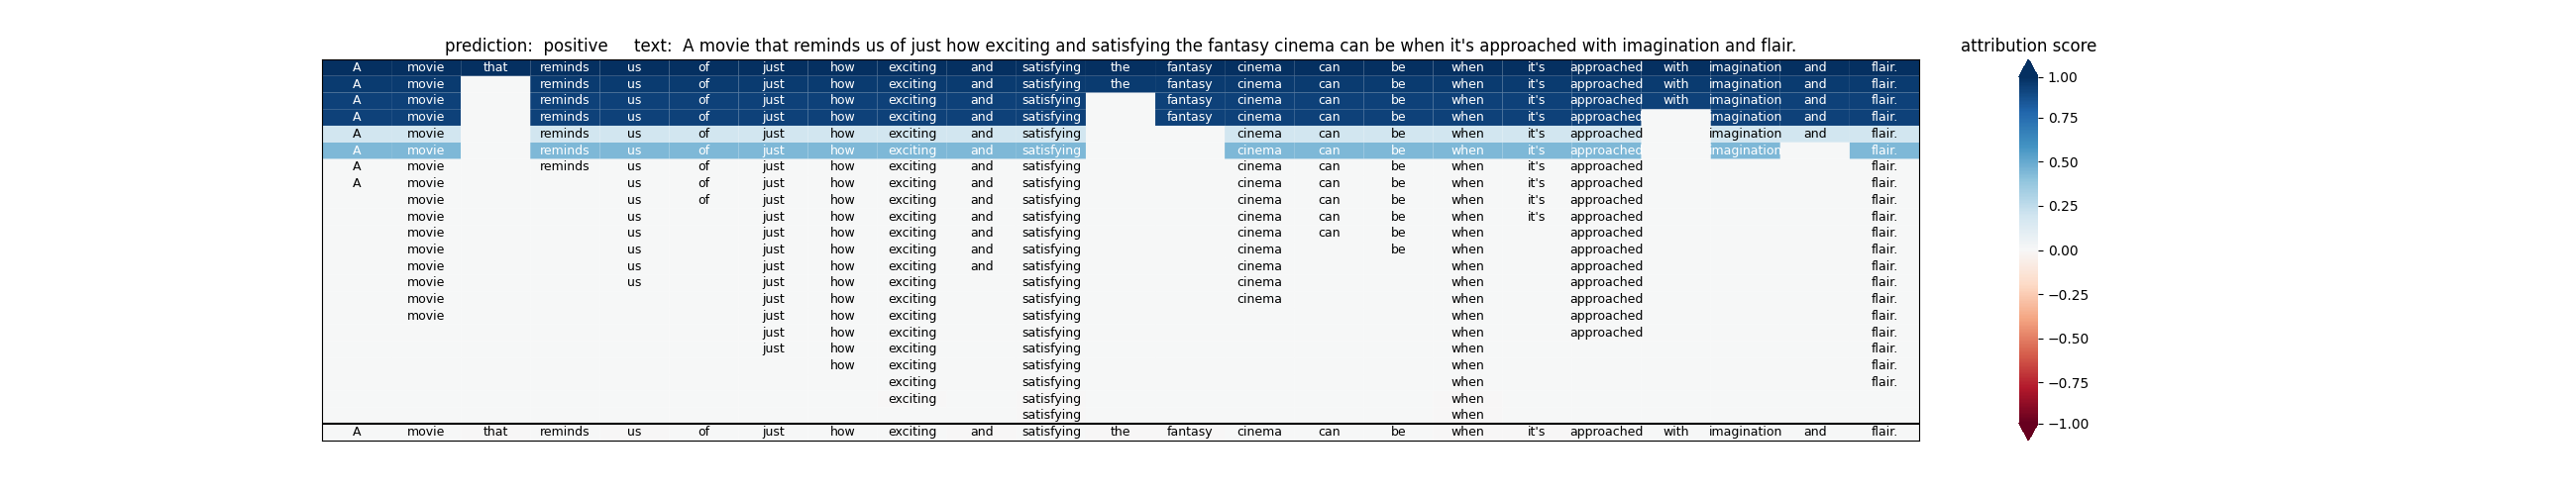 prediction: positive text: A movie that reminds us of just how exciting and satisfying the fantasy cinema can be when it's approached with imagination and flair. attribution score
A movie that reminds us of just how exciting and satisfying the fantasy cinema can be when it's approached with imagination and flair.
A movie reminds us of just how exciting and satisfying the fantasy cinema can be when it's approached with imagination and flair.
A movie reminds us of just how exciting and satisfying fantasy cinema can be when it's approached with imagination and flair.
A movie reminds us of just how exciting and satisfying fantasy cinema can be when it's approached imagination and flair.
A movie reminds us of just how exciting and satisfying cinema can be when it's approached imagination and flair.
A movie reminds us of just how exciting and satisfying cinema can be when it's approached imagination flair.
A movie reminds us of just how exciting and satisfying cinema can be when it's approached flair.
A movie us of just how exciting and satisfying cinema can be when it's approached flair.
movie us of just how exciting and satisfying cinema can be when it's approached flair.
movie us just how exciting and satisfying cinema can be when it's approached flair.
movie us just how exciting and satisfying cinema can be when approached flair.
movie us just how exciting and satisfying cinema be when approached flair.
movie us just how exciting and satisfying cinema when approached flair.
movie us just how exciting satisfying cinema when approached flair.
movie just how exciting satisfying cinema when approached flair.
movie just how exciting satisfying when approached flair.
just how exciting satisfying when approached flair.
just how exciting satisfying when flair.
how exciting satisfying when flair.
exciting satisfying when flair.
exciting satisfying when
satisfying when
A movie that reminds us of just how exciting and satisfying the fantasy cinema can be when it's approached with imagination and flair.
1.00
0.75
0.50
0.25
0.00
−0.25
−0.50
−0.75
−1.00